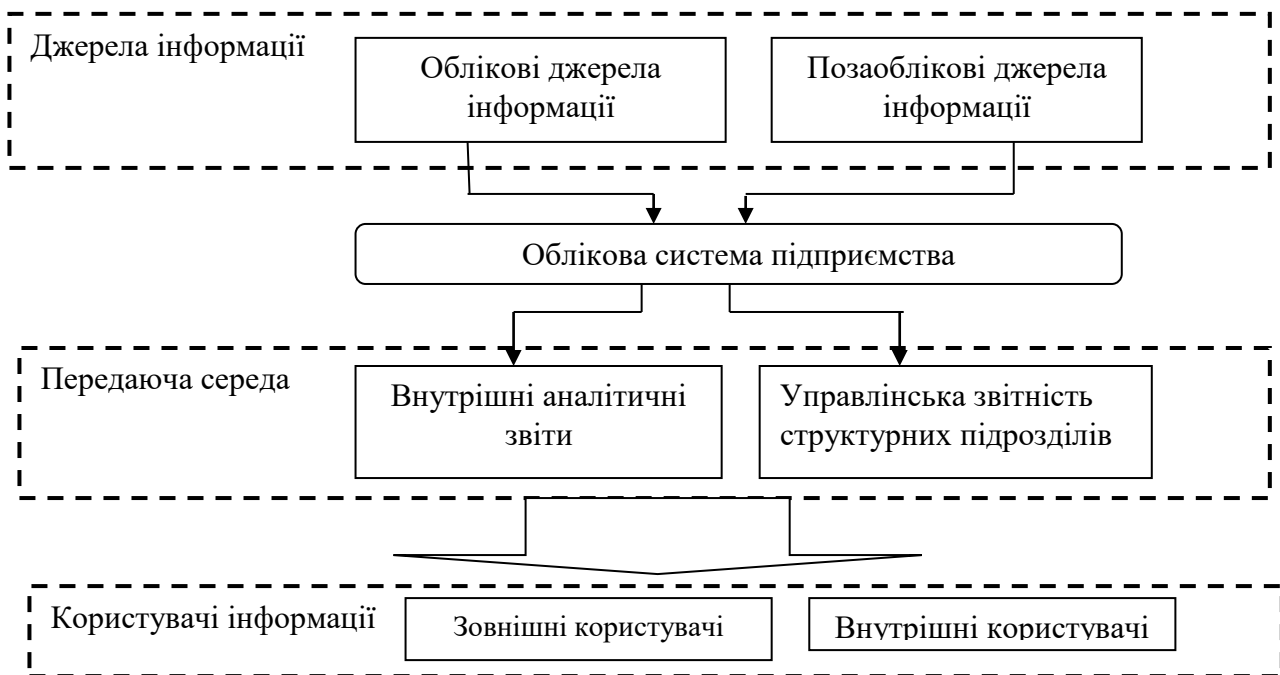 Джерела інформації
Облікові джерела
інформації
Позаоблікові джерела
інформації
Облікова система підприємства
Передаюча середа
Внутрішні аналітичні
звіти
Управлінська звітність
структурних підрозділів
Користувачі інформації
Зовнішні користувачі
Внутрішні користувачі